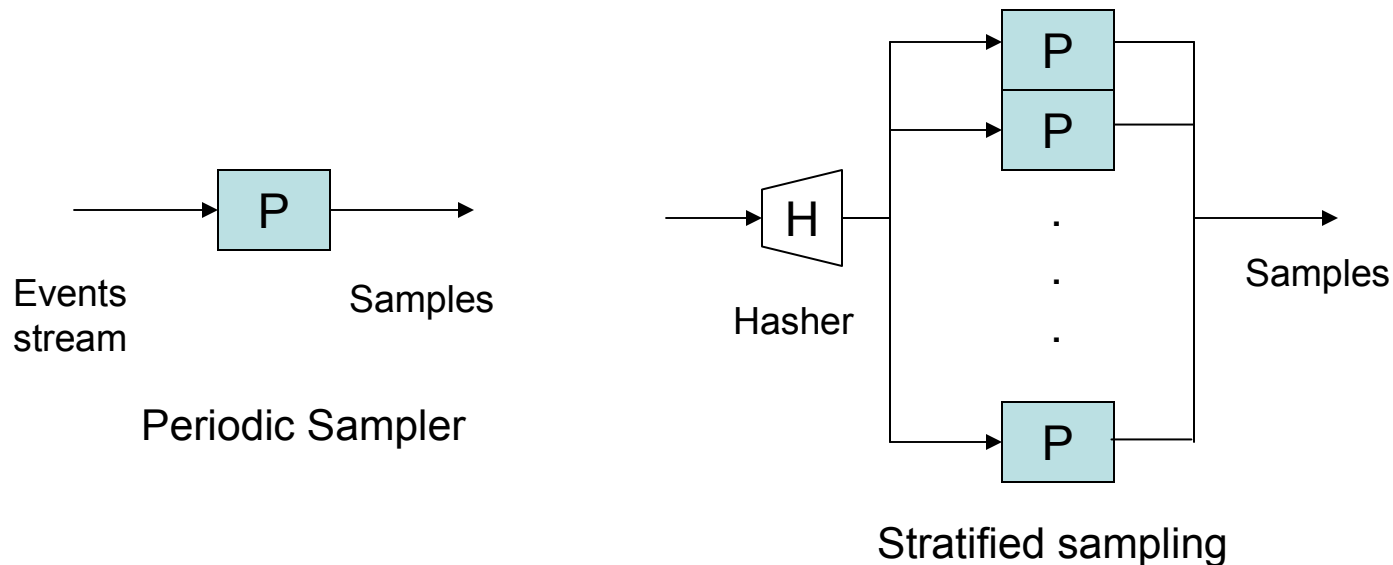 P
Events
stream
Samples
Periodic Sampler
H
Hasher
P
P
.
.
.
P
Samples
Stratified sampling